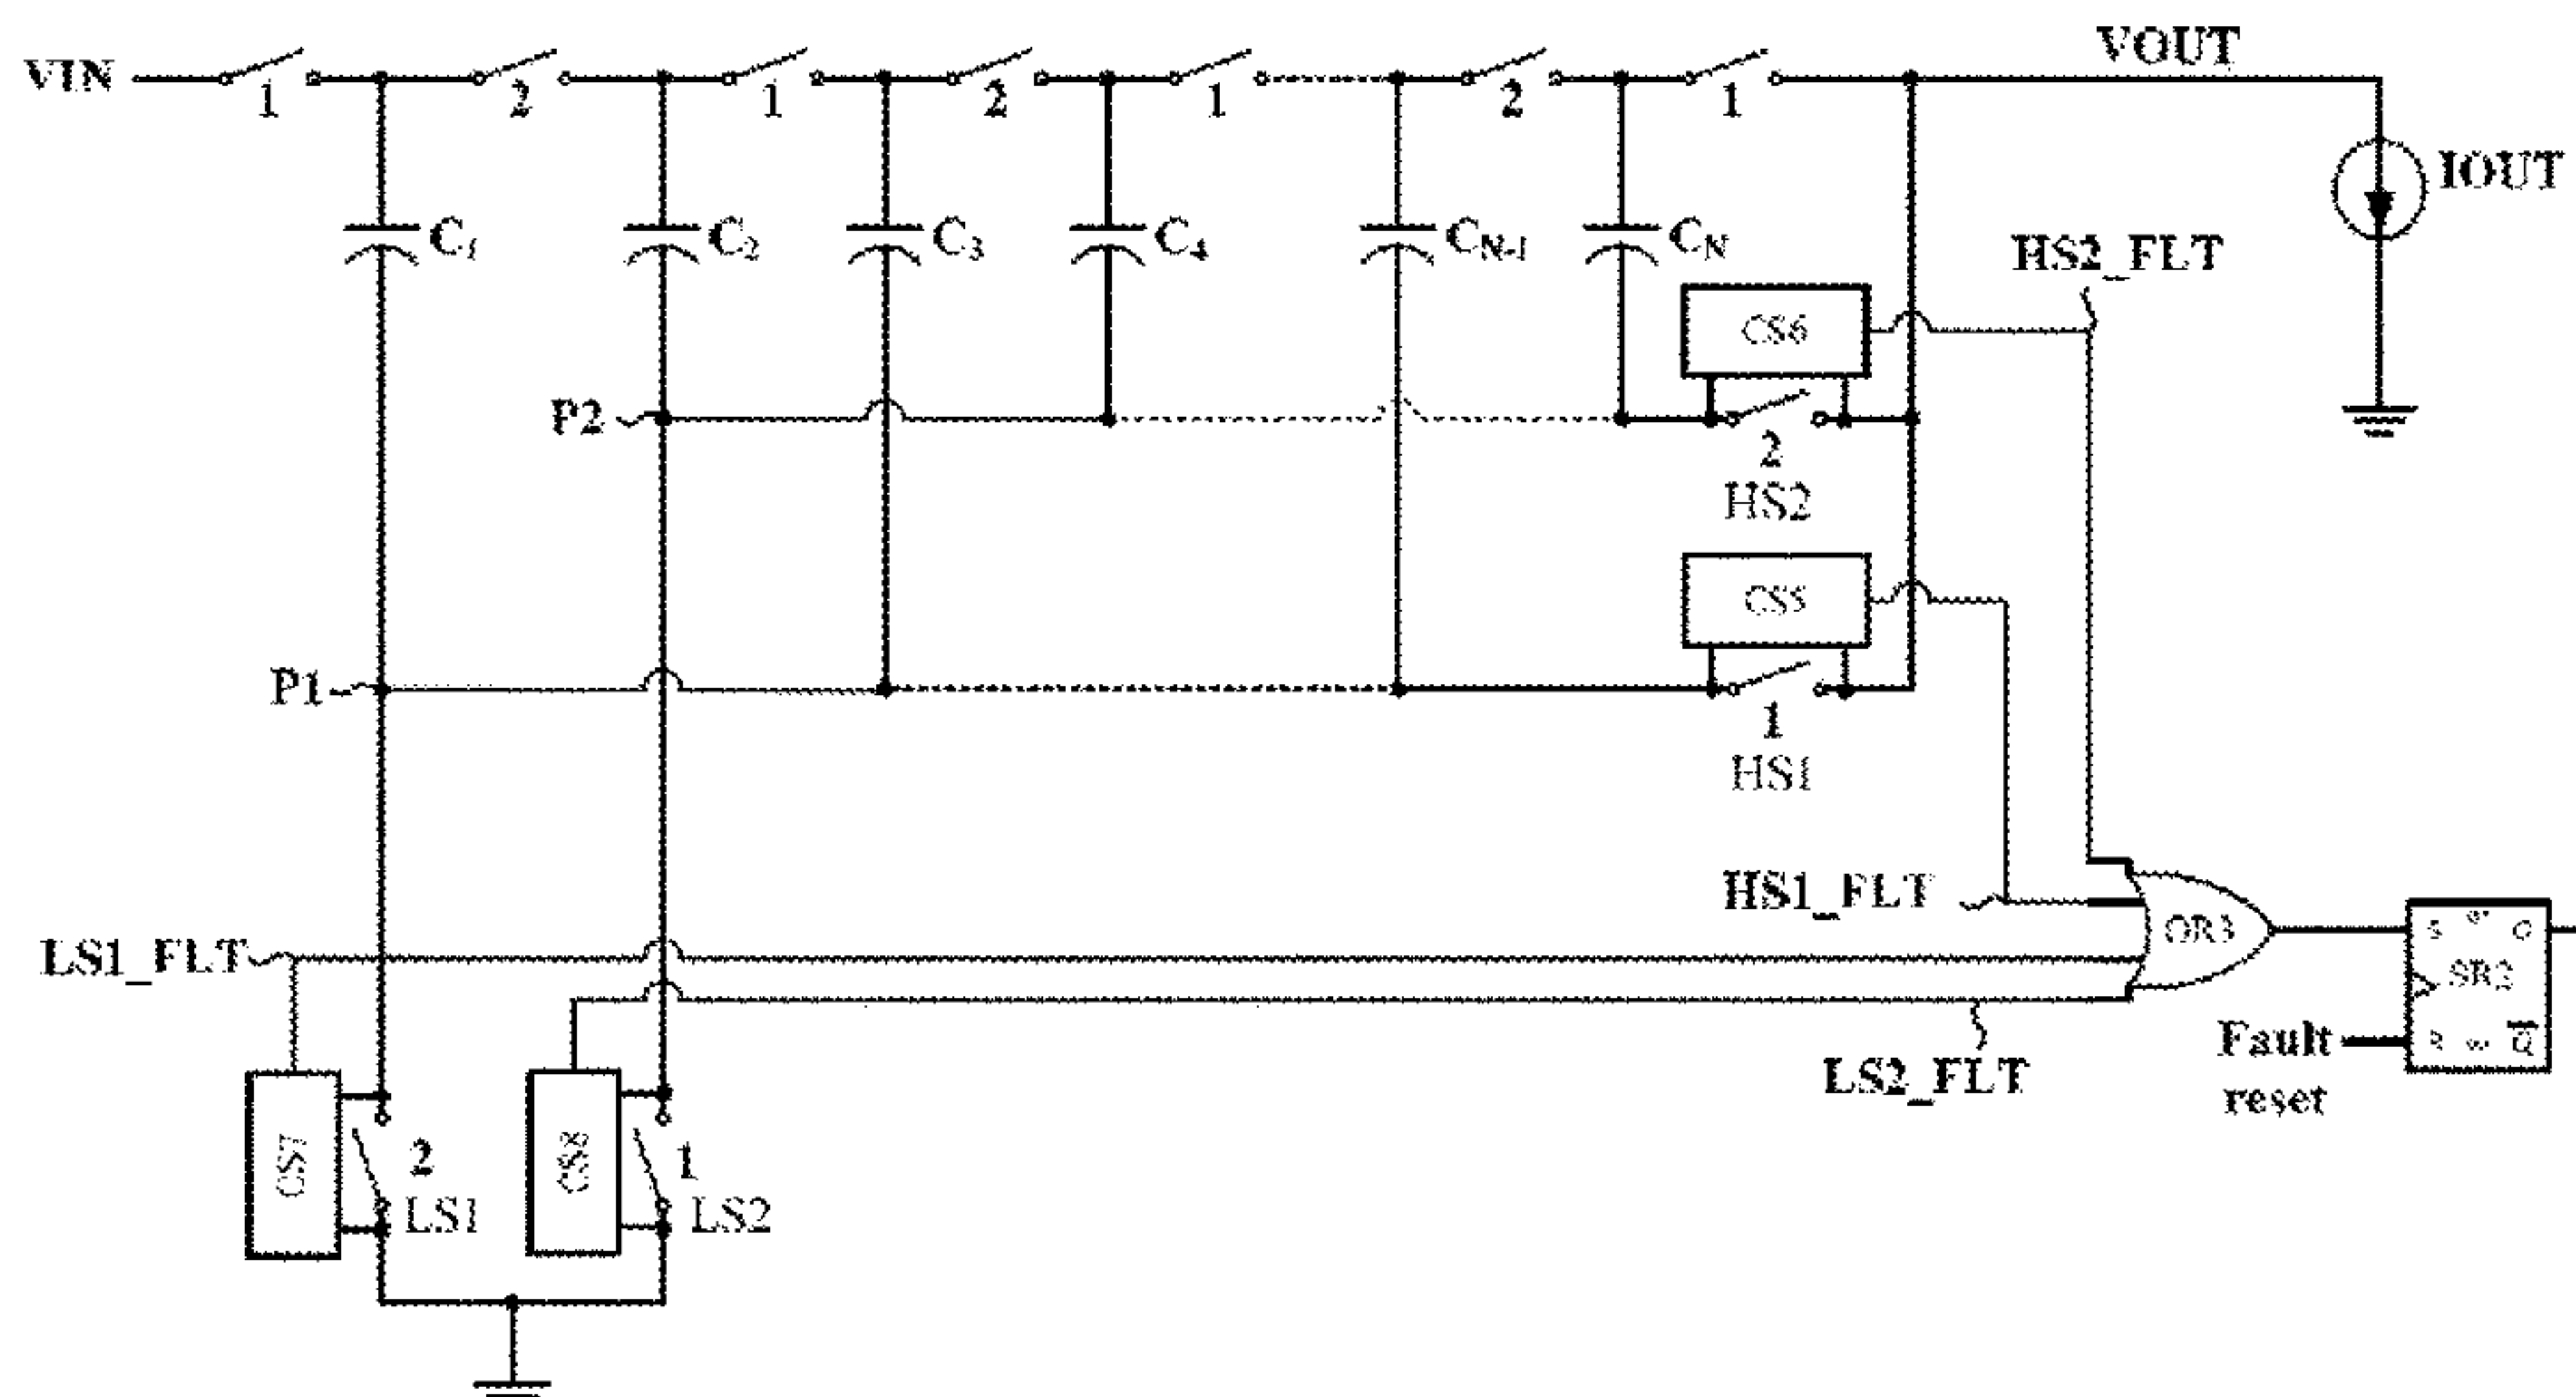 VIN
1
2
1
2
1
2
1
VOUT
IOUT
C1
C2
C3
C4
CN-1
CN
HS2_FLT
CS6
P2
2
HS2
CS5
P1
1
HS1
HS1_FLT
OR3
S
Q
LS1_FLT
SR2
Fault
reset
R
Q
LS2_FLT
CS7
2
LS1
CS8
1
LS2